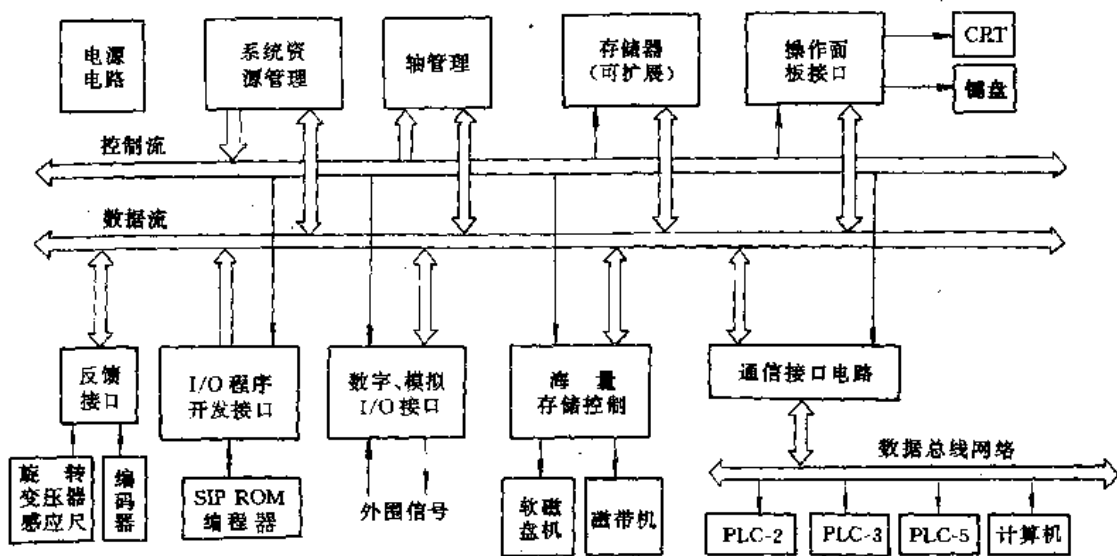 电源
电路
系统资
源管理
轴管理
存储器
(可扩展)
操作面
板接口
CRT
键盘
控制流
数据流
反馈
接口
I/O 程序
开发接口
数字、模拟
I/O 接口
海量
存储控制
通信接口电路
旋转
变压器
感应尺
编
码
器
SIP ROM
编程器
外围信号
软磁
盘机
磁带机
数据总线网络
PLC-2
PLC-3
PLC-5
计算机